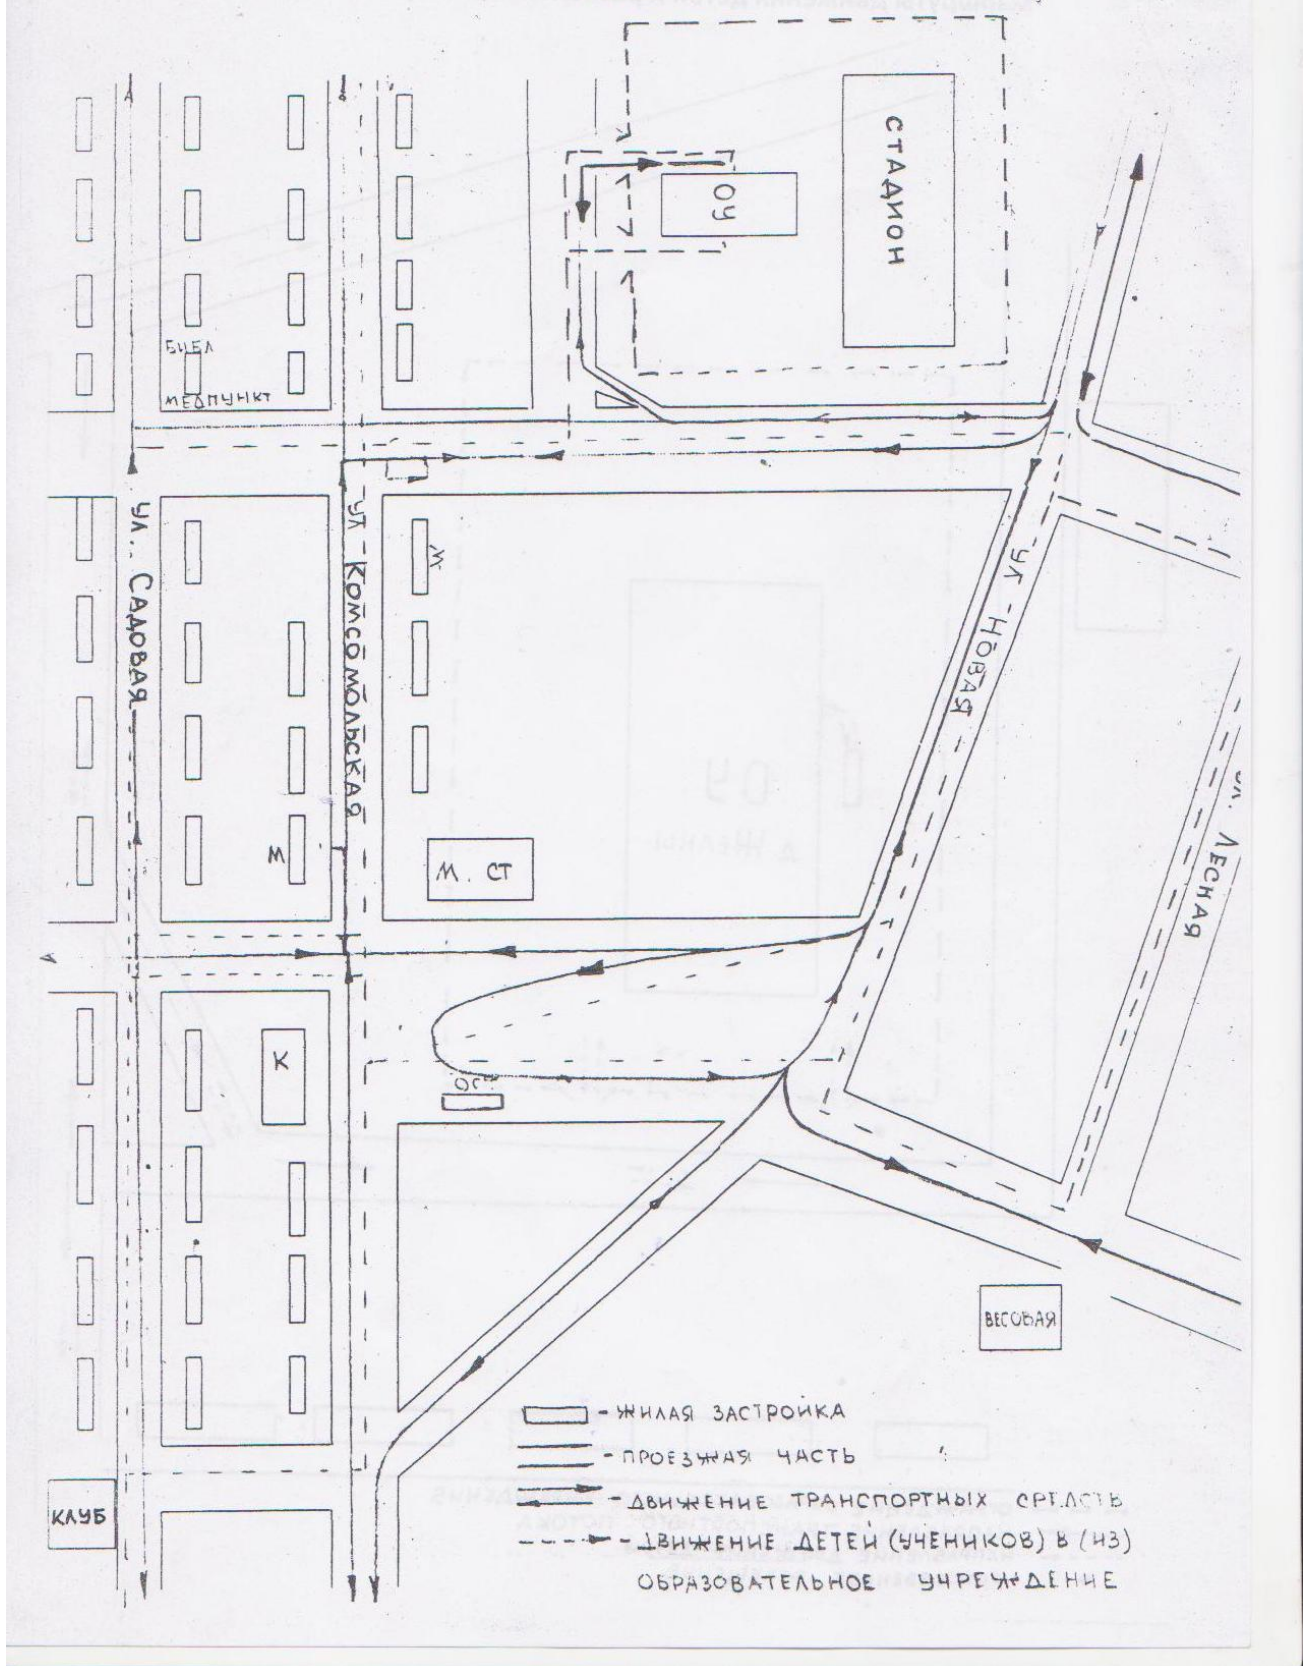 СТАДИОН
ОУ
БИБЛ
МЕДПУНКТ
УЛ. САДОВАЯ
УЛ - КОМСОМОЛЬСКАЯ
М
УЛ - НОВАЯ -
УЛ. ЛЕСНАЯ
М
М. СТ
К
ОСТ
ВЕСОВАЯ
КЛУБ
- ЖИЛАЯ ЗАСТРОЙКА
- ПРОЕЗЖАЯ ЧАСТЬ
- ДВИЖЕНИЕ ТРАНСПОРТНЫХ СРЕДСТВ
- ДВИЖЕНИЕ ДЕТЕЙ (УЧЕНИКОВ) В (ИЗ)
ОБРАЗОВАТЕЛЬНОЕ УЧРЕЖДЕНИЕ